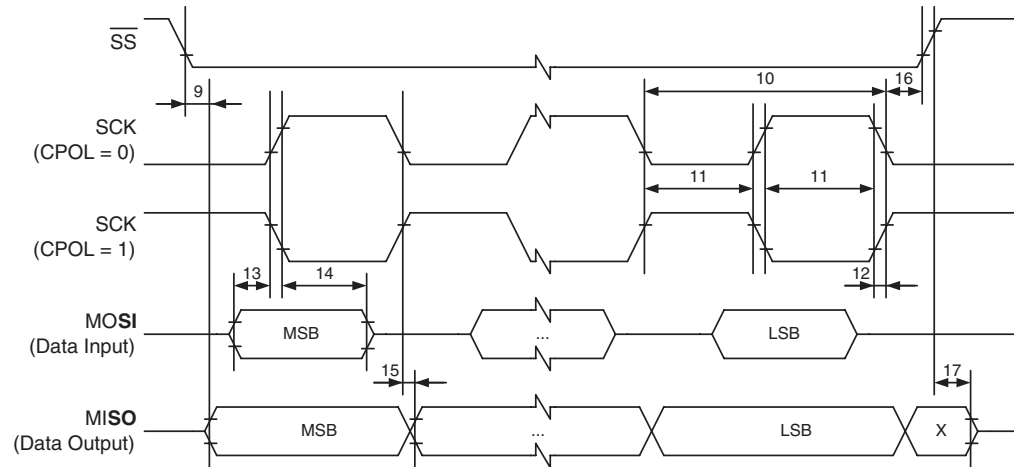 SS
9
10
16
SCK
(CPOL = 0)
11
11
SCK
(CPOL = 1)
13
14
12
MOSI
(Data Input)
MSB
...
LSB
15
17
MISO
(Data Output)
MSB
...
LSB
X